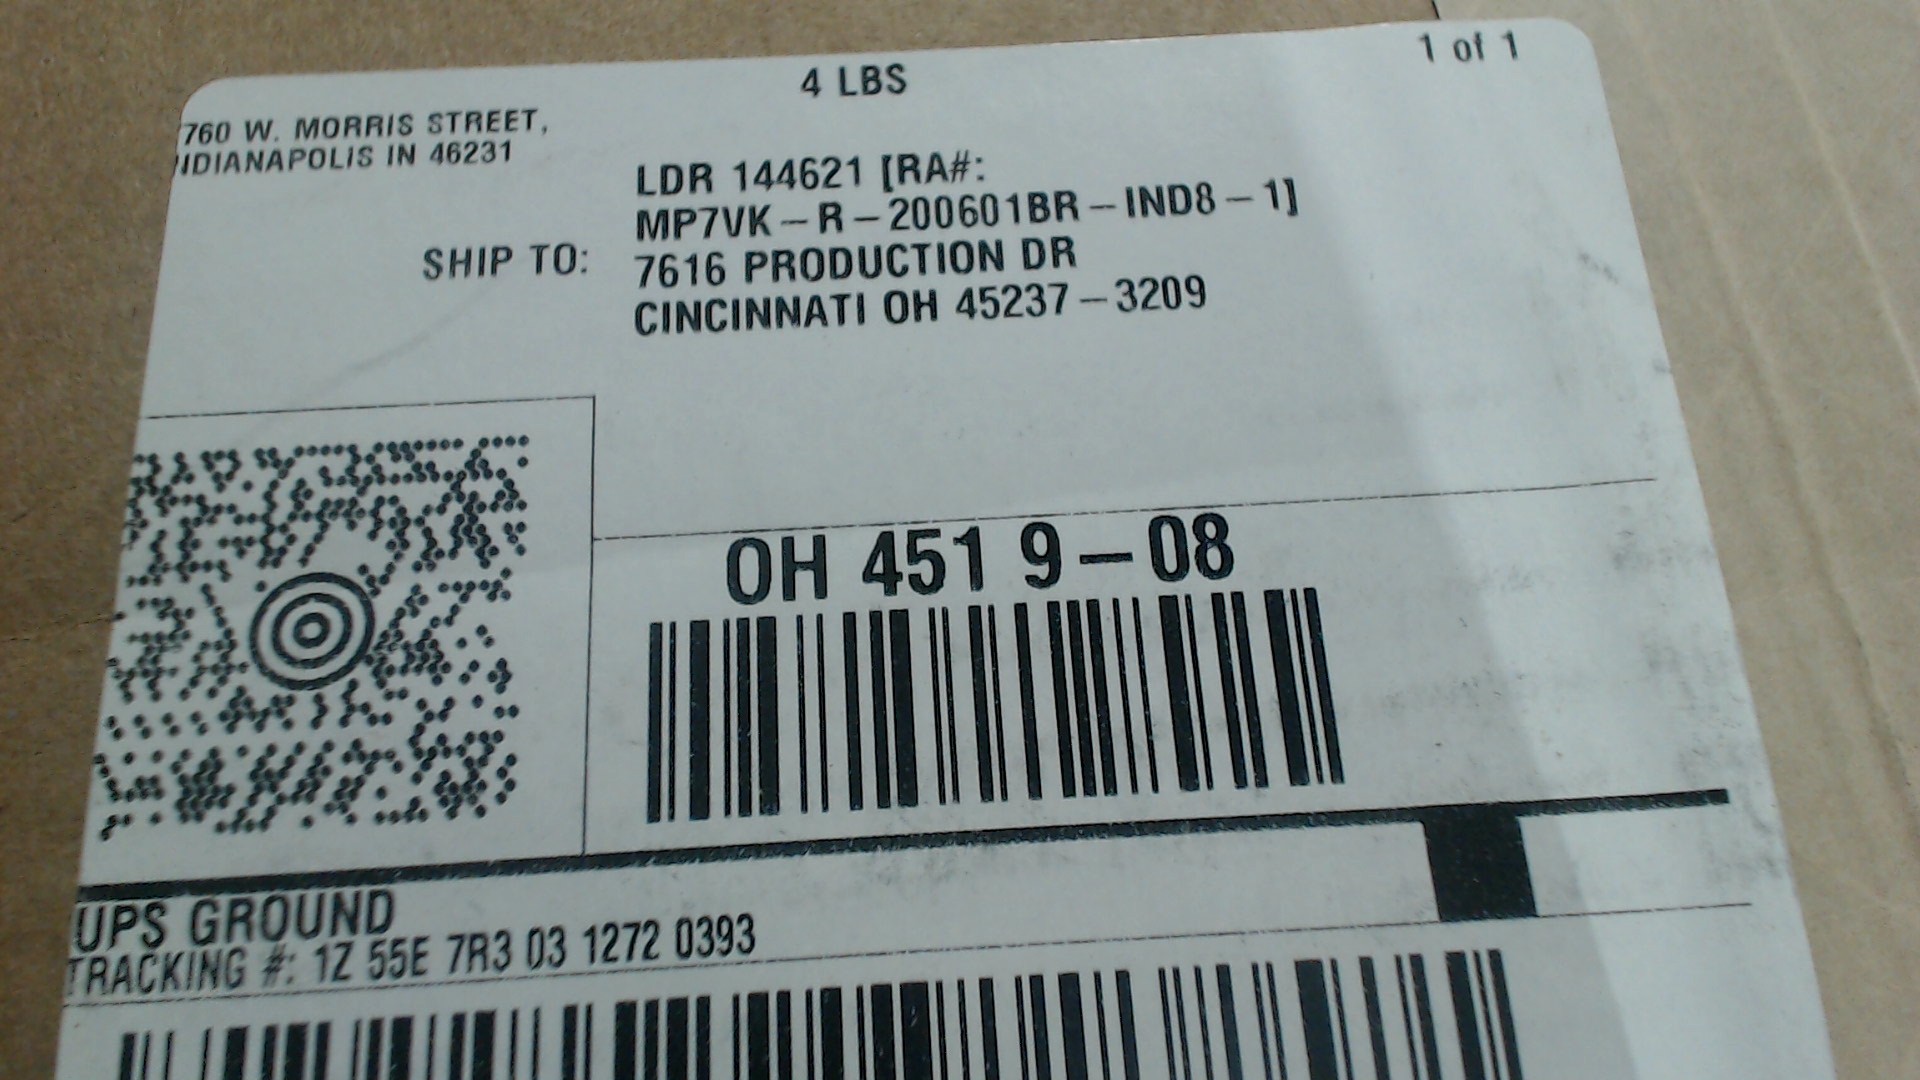 4 LBS
1 of 1
760 W. MORRIS STREET,
IDIANAPOLIS IN 46231
SHIP TO:
LDR 144621 [RA#:
MP7VK-R-200601BR-IND8-1]
7616 PRODUCTION DR
CINCINNATI OH 45237-3209
OH 451 9-08
UPS GROUND
TRACKING #: 1Z 55E 7R3 03 1272 0393